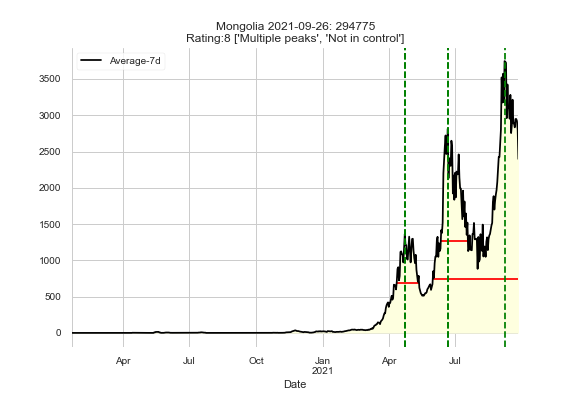 Mongolia 2021-09-26: 294775
Rating:8 ['Multiple peaks', 'Not in control']
Average-7d
3500
3000
2500
2000
1500
1000
500
0
Apr
Jul
Oct
Jan
2021
Apr
Jul
Date